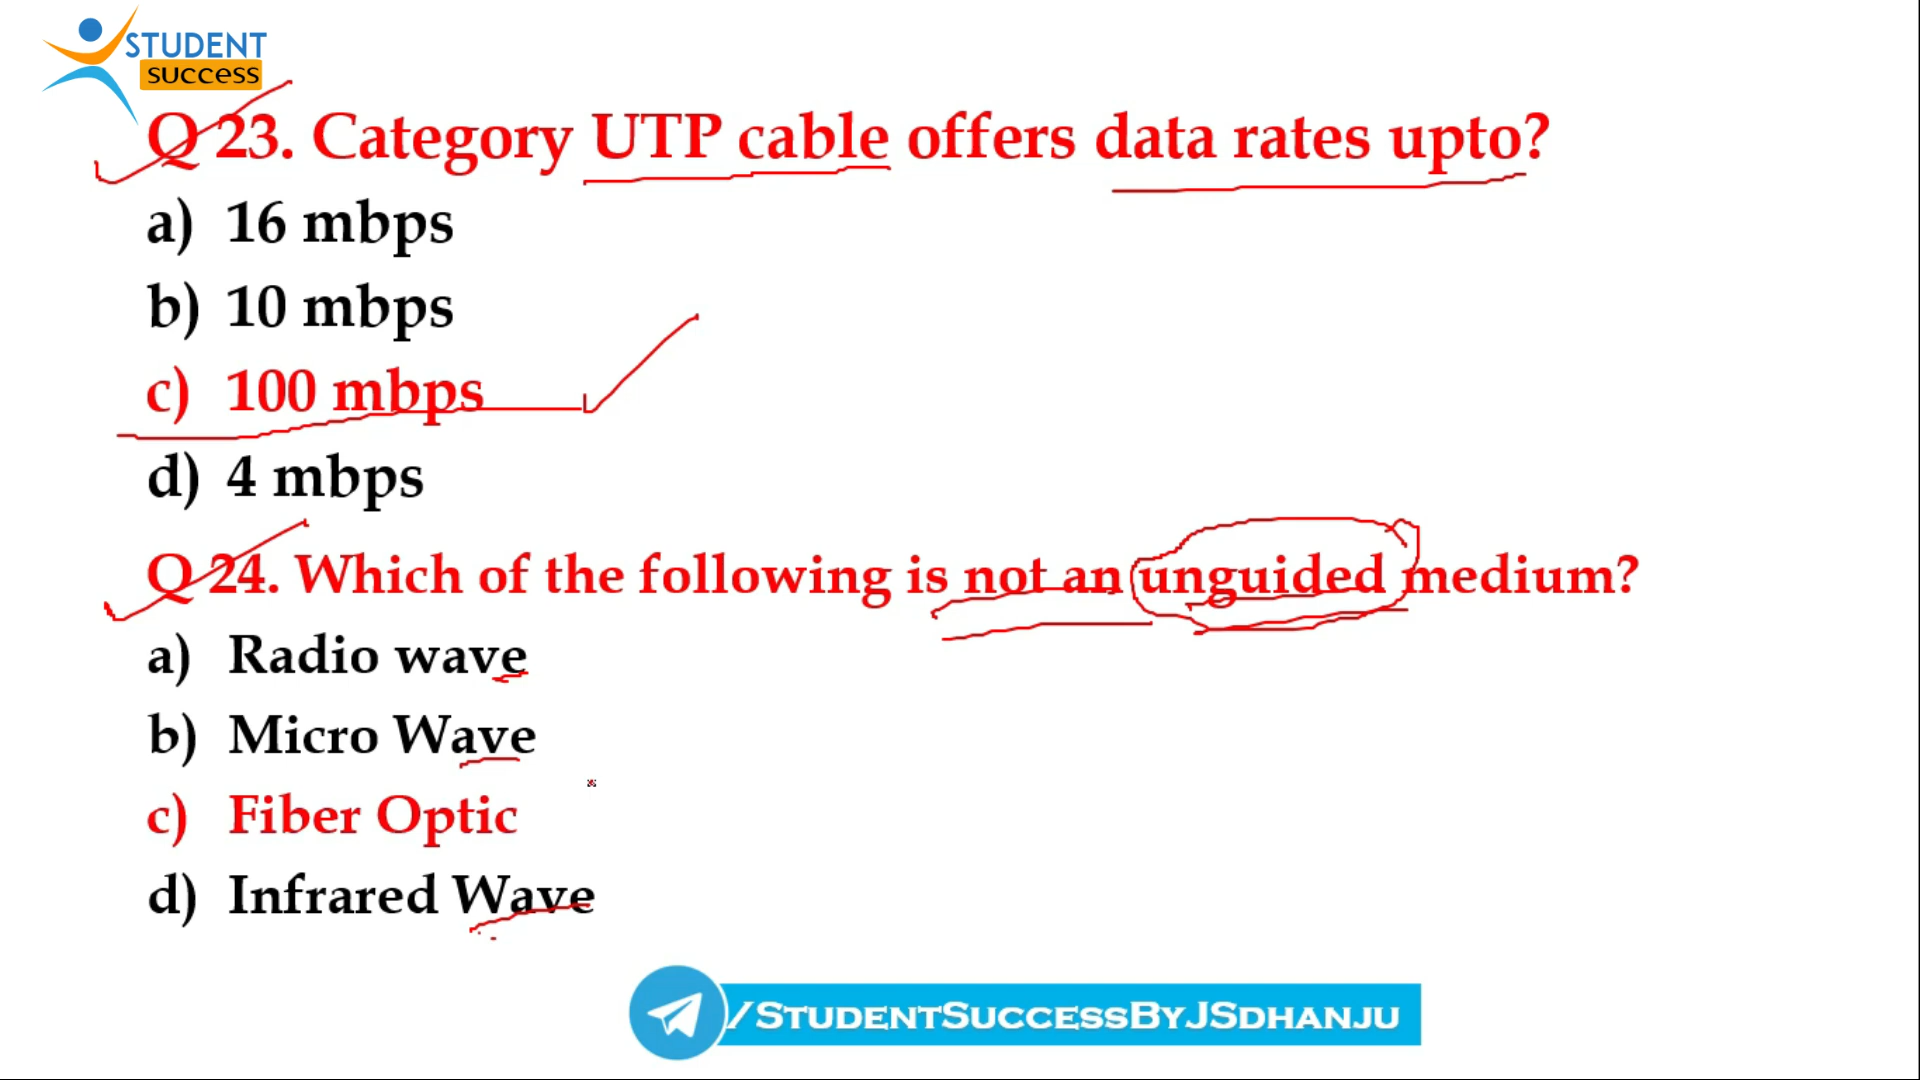 STUDENT
SUCCESS
Q 23. Category UTP cable offers data rates upto?
a) 16 mbps
b) 10 mbps
c) 100 mbps
d) 4 mbps
Q 24. Which of the following is not an unguided medium?
a) Radio wave
b) Micro Wave
c) Fiber Optic
d) Infrared Wave
/STUDENTSUCCESSBYJSDHANJU